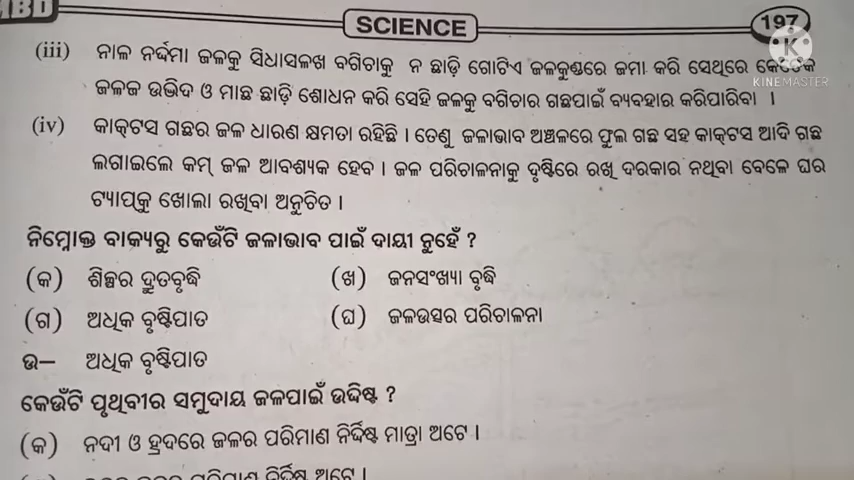 SCIENCE
197
(iii) ନାଳ ନର୍ଦ୍ଦମା ଜଳକୁ ସିଧାସଳଖ ବଗିଚାକୁ ନ ଛାଡ଼ି ଗୋଟିଏ ଜଳକୁଣ୍ଡରେ ଜମା କରି ସେଥିରେ କେତେକ
KINEMASTER
ଜଳଜ ଉଦ୍ଭିଦ ଓ ମାଛ ଛାଡ଼ି ଶୋଧନ କରି ସେହି ଜଳକୁ ବଗିଚାର ଗଛପାଇଁ ବ୍ୟବହାର କରିପାରିବା ।
(iv) କାକ୍‌ଟସ ଗଛର ଜଳ ଧାରଣ କ୍ଷମତା ରହିଛି । ତେଣୁ ଜଳାଭାବ ଅଞ୍ଚଳରେ ଫୁଲ ଗଛ ସହ କାକ୍‌ଟସ ଆଦି ଗଛ
ଲଗାଇଲେ କମ୍ ଜଳ ଆବଶ୍ୟକ ହେବ । ଜଳ ପରିଚାଳନାକୁ ଦୃଷ୍ଟିରେ ରଖି ଦରକାର ନଥିବା ବେଳେ ଘର
ଟ୍ୟାପ୍‌କୁ ଖୋଲା ରଖିବା ଅନୁଚିତ ।
ନିମ୍ନୋକ୍ତ ବାକ୍ୟରୁ କେଉଁଟି ଜଳାଭାବ ପାଇଁ ଦାୟୀ ନୁହେଁ ?
(କ) ଶିଳ୍ପର ଦ୍ରୁତବୃଦ୍ଧି (ଖ) ଜନସଂଖ୍ୟା ବୃଦ୍ଧି
(ଗ) ଅଧିକ ବୃଷ୍ଟିପାତ (ଘ) ଜଳଉତ୍ସର ପରିଚାଳନା
ଉ— ଅଧିକ ବୃଷ୍ଟିପାତ
କେଉଁଟି ପୃଥିବୀର ସମୁଦାୟ ଜଳପାଇଁ ଉଦ୍ଦିଷ୍ଟ ?
(କ) ନଦୀ ଓ ହ୍ରଦରେ ଜଳର ପରିମାଣ ନିର୍ଦ୍ଦିଷ୍ଟ ମାତ୍ରା ଅଟେ ।
ପରିମାଣ ନିର୍ଦ୍ଦିଷ୍ଟ ଅଟେ ।